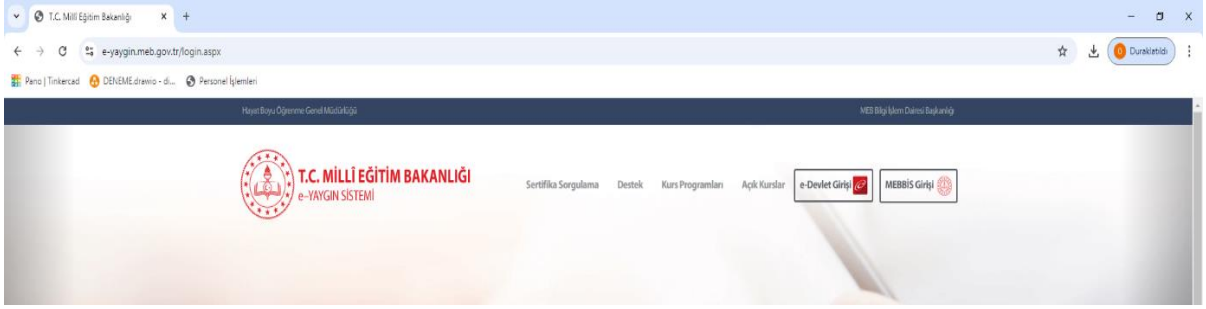 T.C. Millî Eğitim Bakanlığı
e-yaygin.meb.gov.tr/login.aspx
Duraklatıldı
Pano | Tinkercad DENEME.drawio - di... Personel İşlemleri
Hayat Boyu Öğrenme Genel Müdürlüğü MEB Bilgi İşlem Dairesi Başkanlığı
T.C. MİLLÎ EĞİTİM BAKANLIĞI
e-YAYGIN SİSTEMİ
Sertifika Sorgulama Destek Kurs Programları Açık Kurslar e-Devlet Girişi MEBBİS Girişi